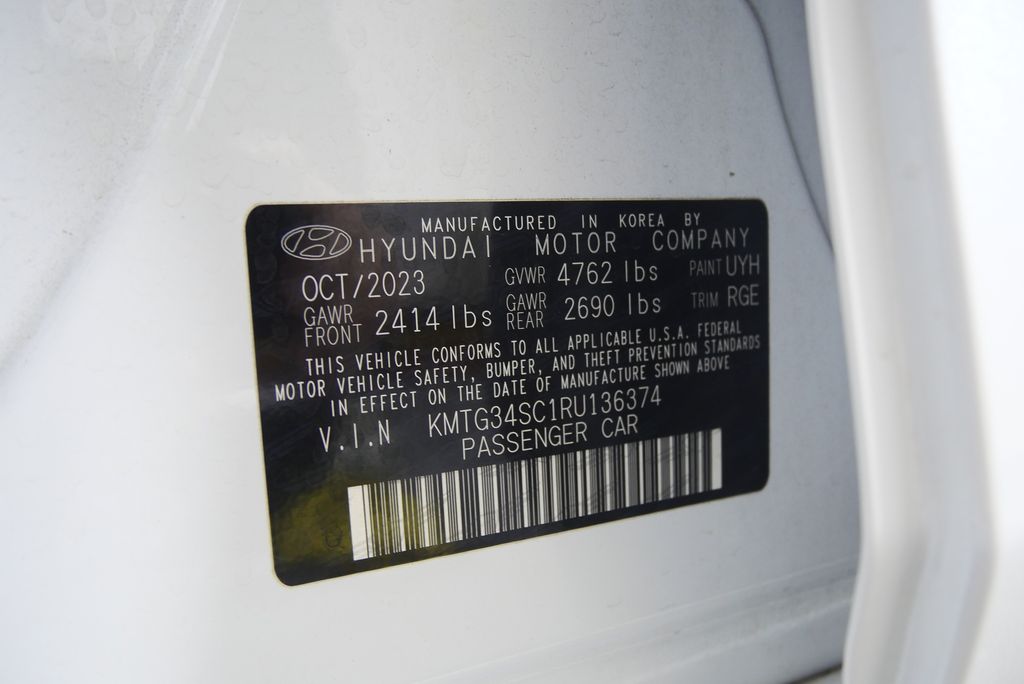 MANUFACTURED IN KOREA BY
HYUNDAI MOTOR COMPANY
OCT/2023 GVWR 4762 lbs PAINT UYH
GAWR FRONT 2414 lbs GAWR REAR 2690 lbs TRIM RGE
THIS VEHICLE CONFORMS TO ALL APPLICABLE U.S.A. FEDERAL
MOTOR VEHICLE SAFETY, BUMPER, AND THEFT PREVENTION STANDARDS
IN EFFECT ON THE DATE OF MANUFACTURE SHOWN ABOVE
V.I.N KMTG34SC1RU136374
PASSENGER CAR